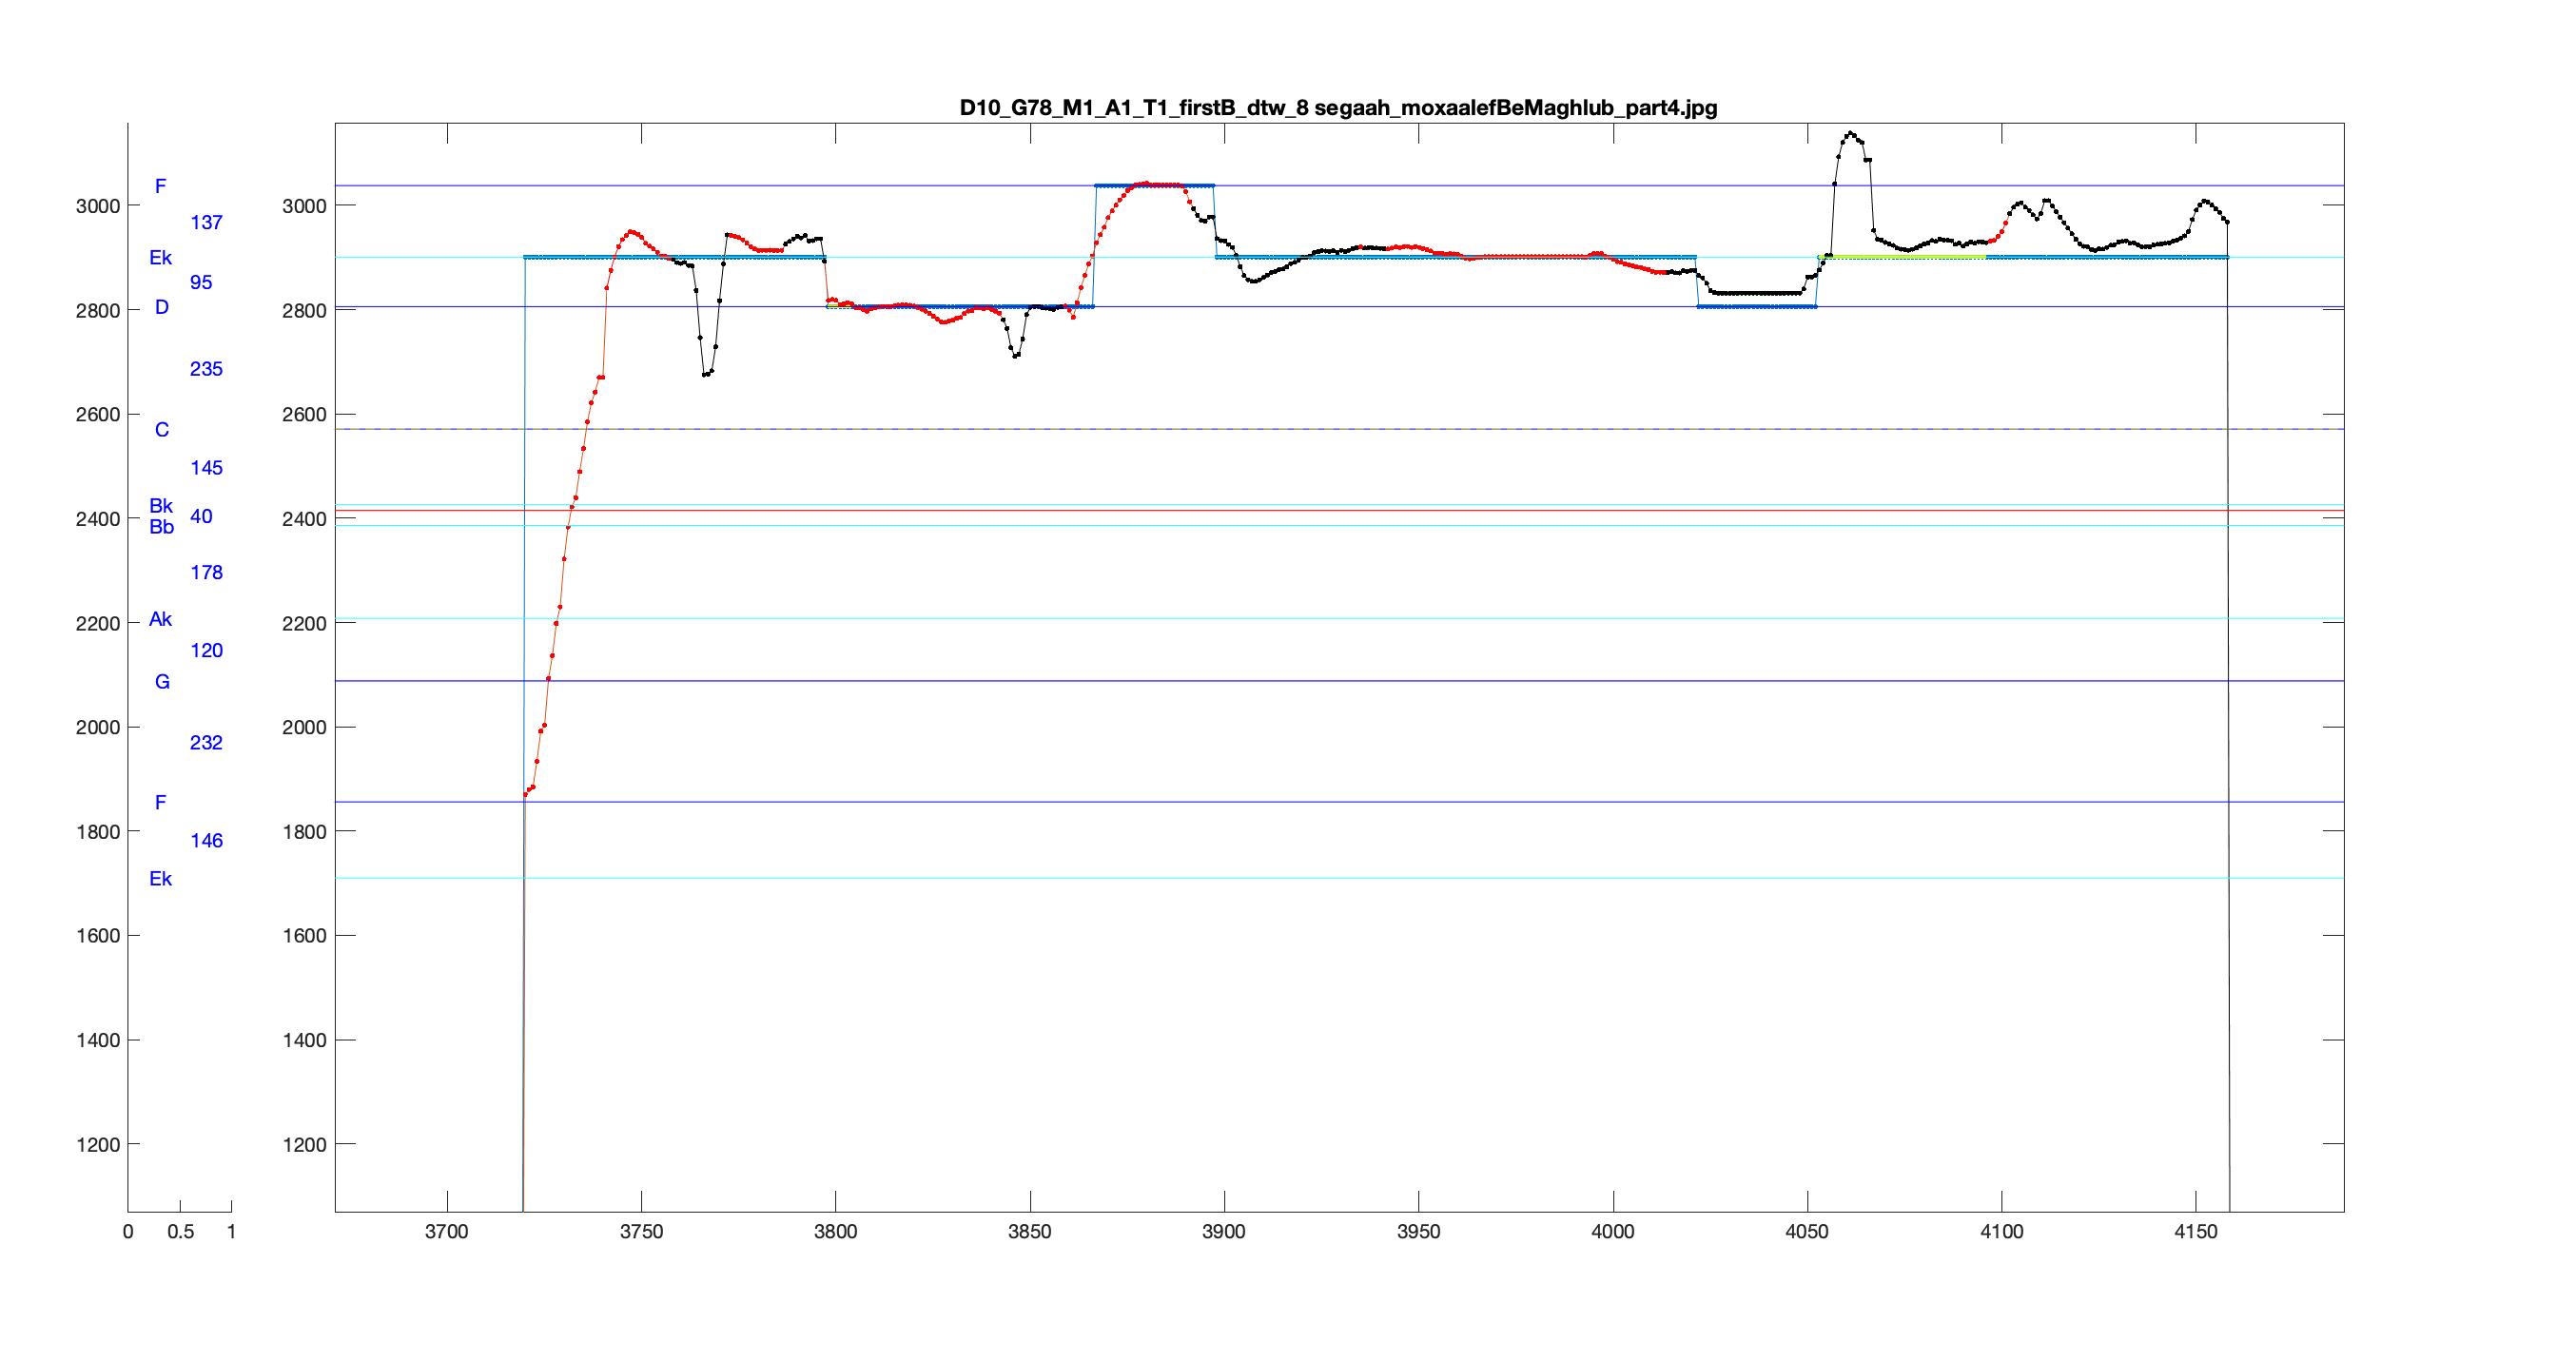 D10_G78_M1_A1_T1_firstB_dtw_8 segaah_moxaalefBeMaghlub_part4.jpg
F
3000 3000
137
Ek
95
2800 D 2800
235
2600 2600
C
145
Bk
2400 40 2400
Bb
178
2200 Ak 2200
120
G
2000 2000
232
F
1800 146 1800
Ek
1600 1600
1400 1400
1200 1200
0 0.5 1 3700 3750 3800 3850 3900 3950 4000 4050 4100 4150